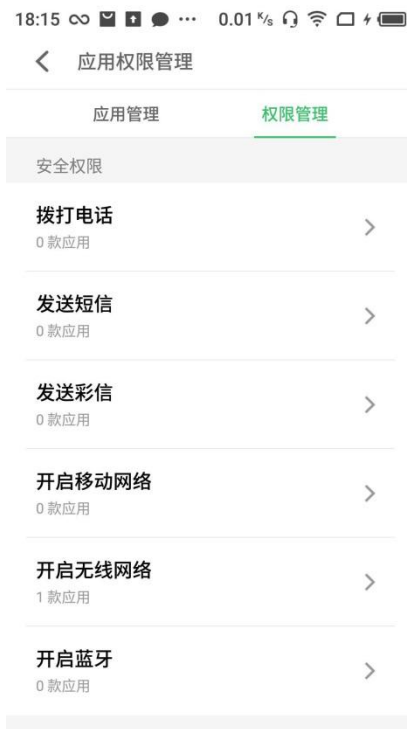 18:15 ... 0.01 K/s
应用权限管理
应用管理 权限管理
安全权限
拨打电话
0 款应用
发送短信
0 款应用
发送彩信
0 款应用
开启移动网络
0 款应用
开启无线网络
1 款应用
开启蓝牙
0 款应用